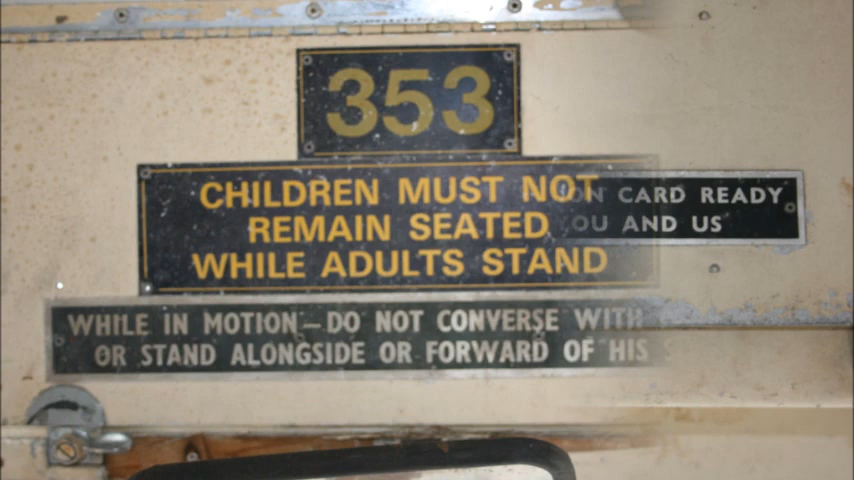 353
CHILDREN MUST NOT
REMAIN SEATED
WHILE ADULTS STAND
CARD READY
AND US
WHILE IN MOTION—DO NOT CONVERSE WITH
OR STAND ALONGSIDE OR FORWARD OF HIS